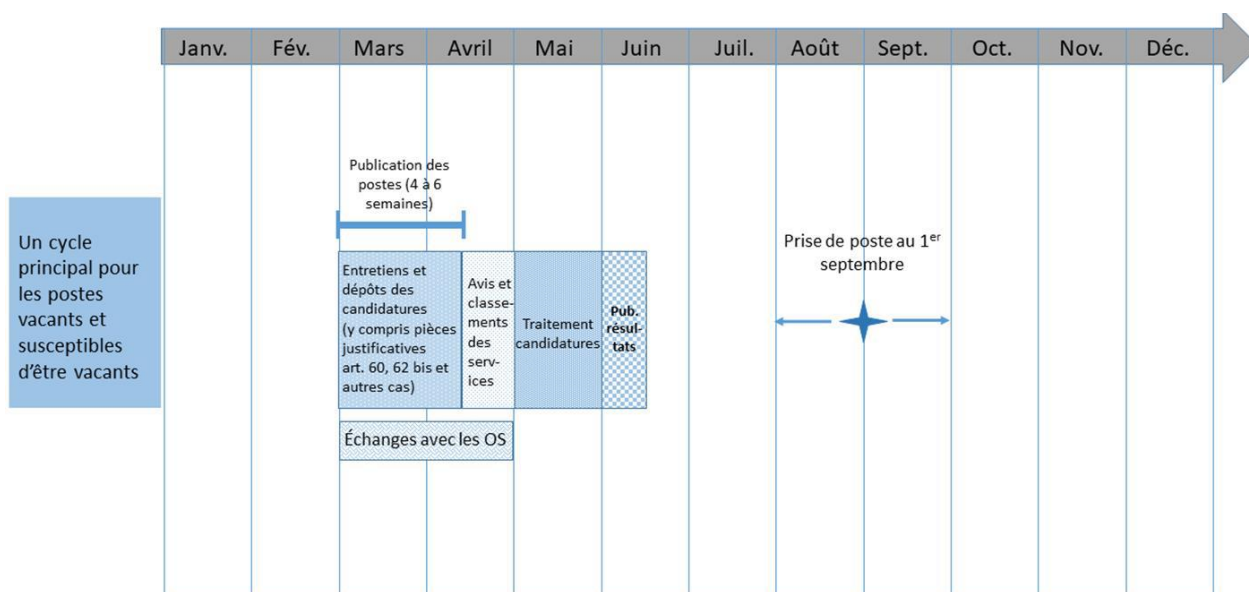 Janv. Fév. Mars Avril Mai Juin Juil. Août Sept. Oct. Nov. Déc.
Publication des
postes (4 à 6
semaines)
Un cycle
principal pour
les postes
vacants et
susceptibles
d'être vacants
Entretiens et
dépôts des
candidatures
(y compris pièces
justificatives
art. 60, 62 bis et
autres cas)
Avis et
classe-
ments
des
serv-
ices
Traitement
candidatures
Pub.
résul-
tats
Échanges avec les OS
Prise de poste au 1er
septembre